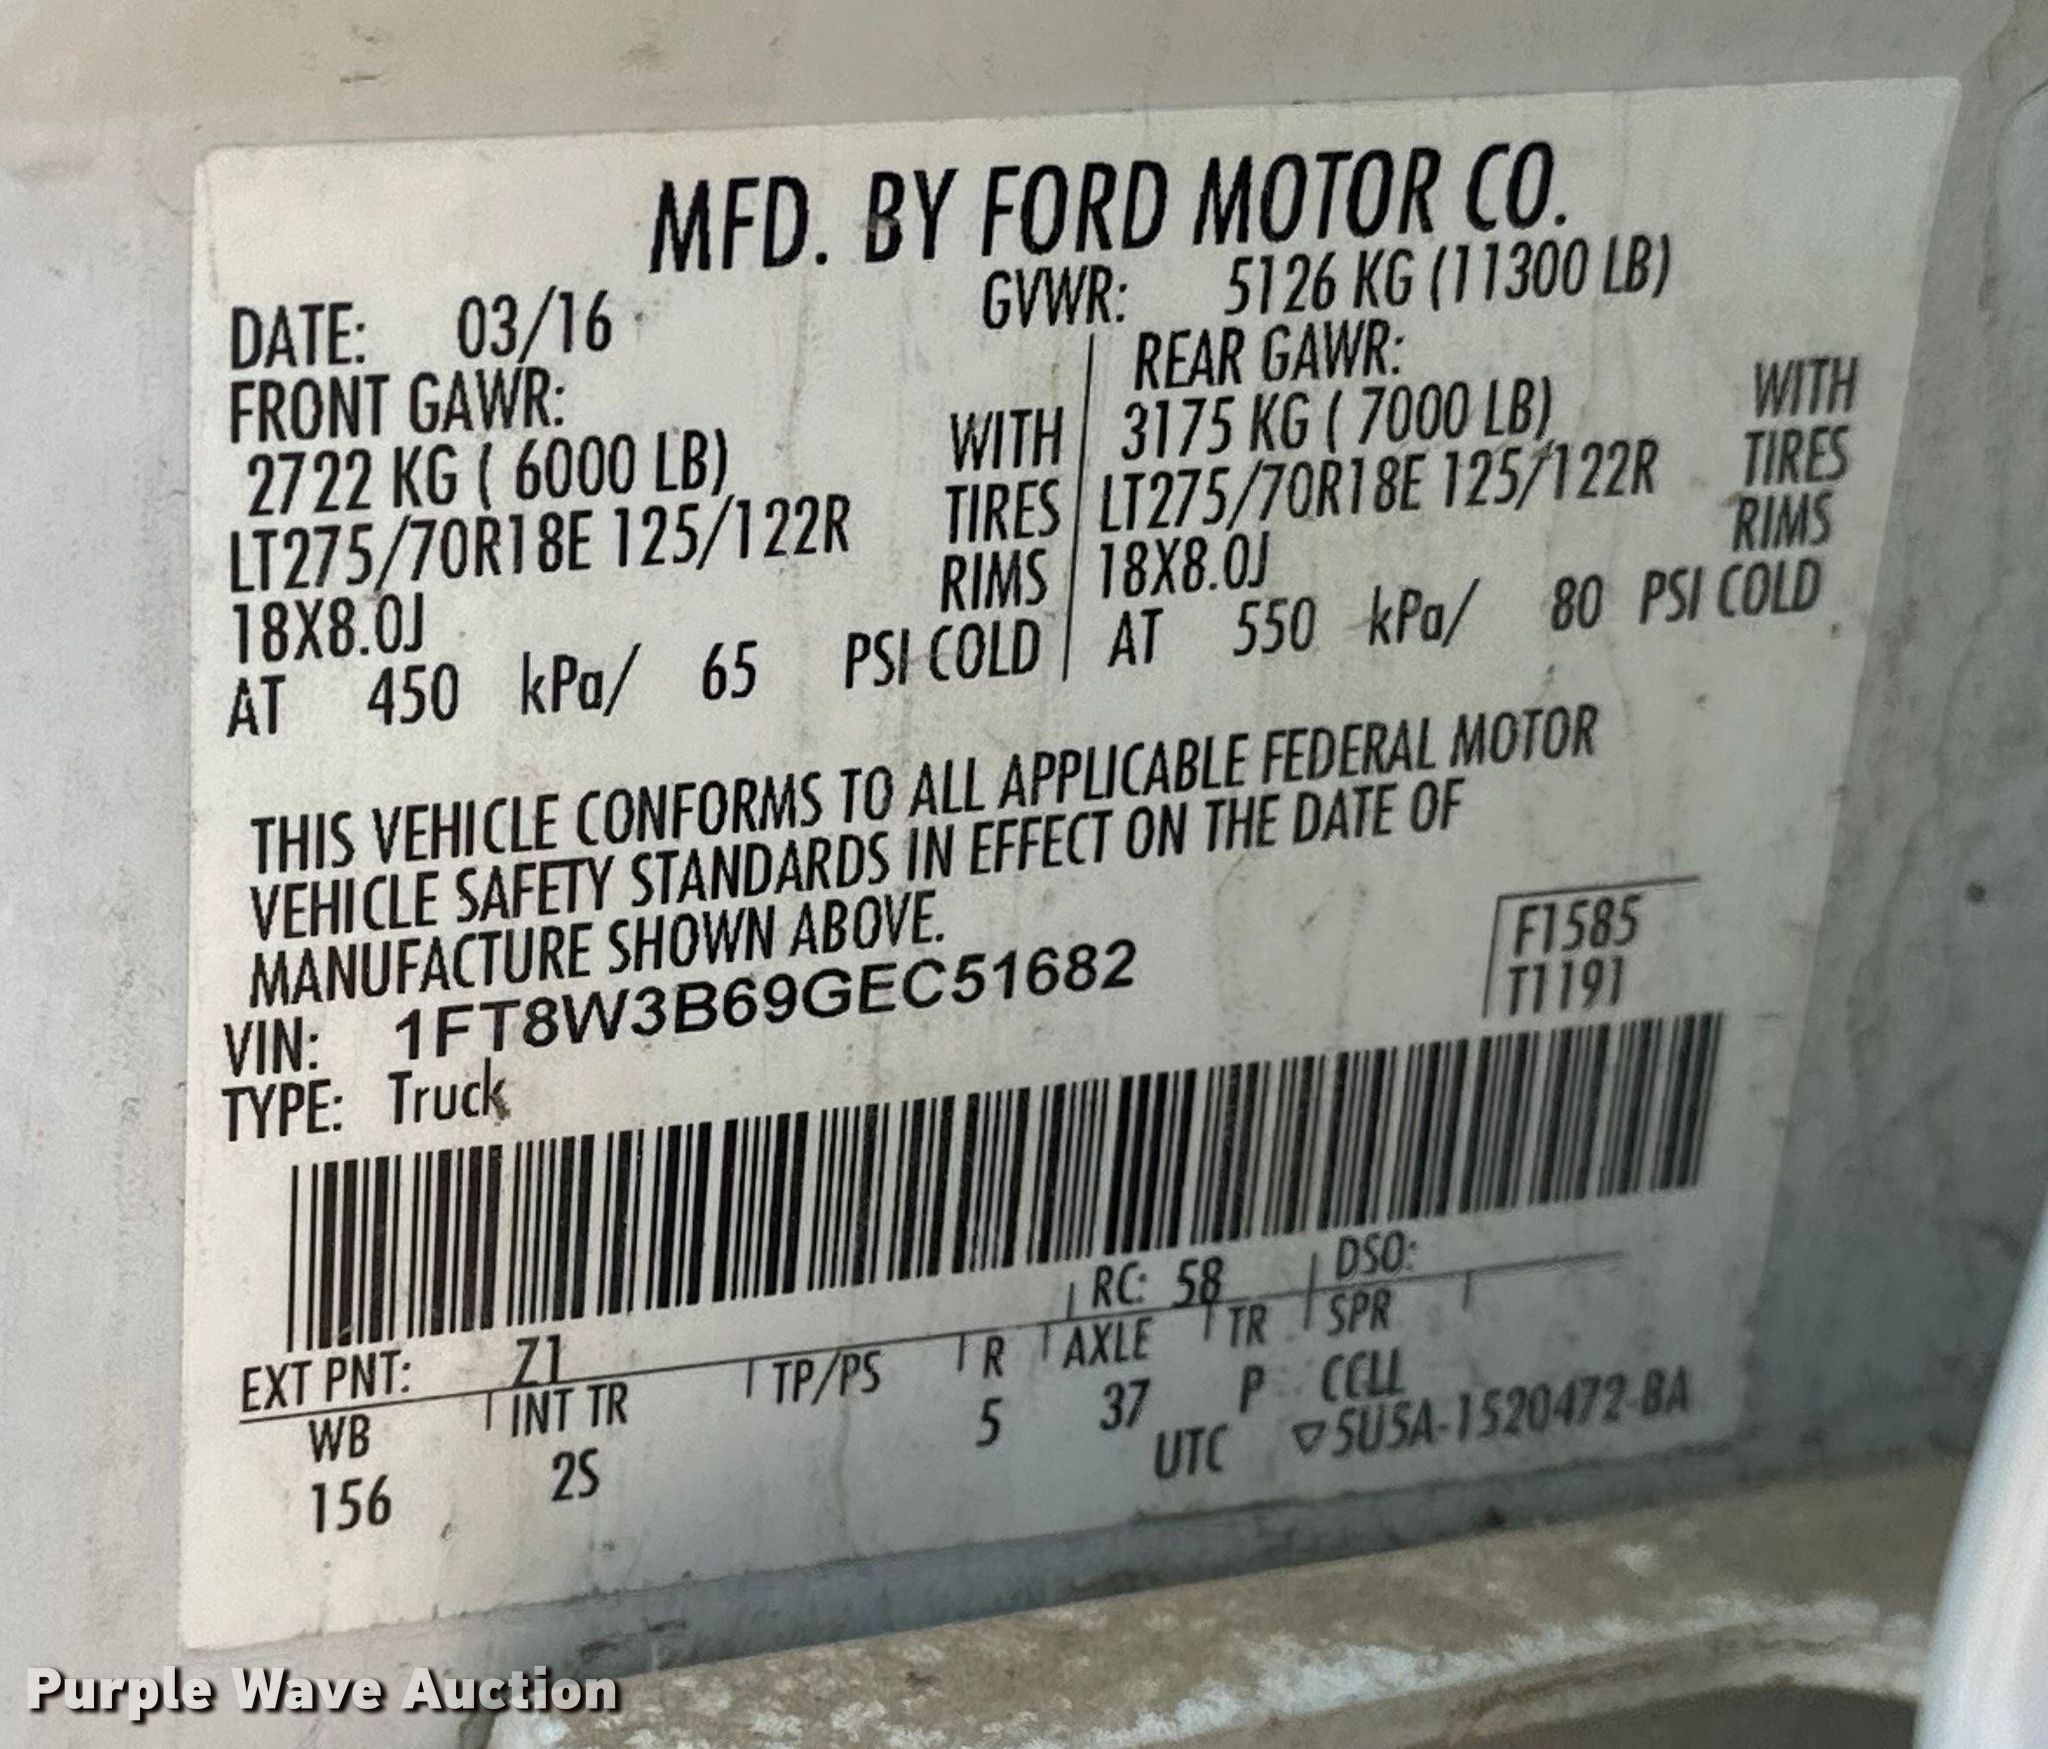 MFD. BY FORD MOTOR CO.
DATE: 03/16 GVWR: 5126 KG (11300 LB)
FRONT GAWR: REAR GAWR:
2722 KG ( 6000 LB) WITH 3175 KG ( 7000 LB) WITH
LT275/70R18E 125/122R TIRES LT275/70R18E 125/122R TIRES
18X8.0J RIMS 18X8.0J RIMS
AT 450 kPa/ 65 PSI COLD AT 550 kPa/ 80 PSI COLD
THIS VEHICLE CONFORMS TO ALL APPLICABLE FEDERAL MOTOR
VEHICLE SAFETY STANDARDS IN EFFECT ON THE DATE OF
MANUFACTURE SHOWN ABOVE.
VIN: 1FT8W3B69GEC51682 F1585
TYPE: Truck T1191
EXT PNT: Z1 RC: 58 DSO:
WB INT TR TP/PS R AXLE TR SPR
156 2S 5 37 P CCLL
UTC ▽5U5A-1520472-BA
Purple Wave Auction